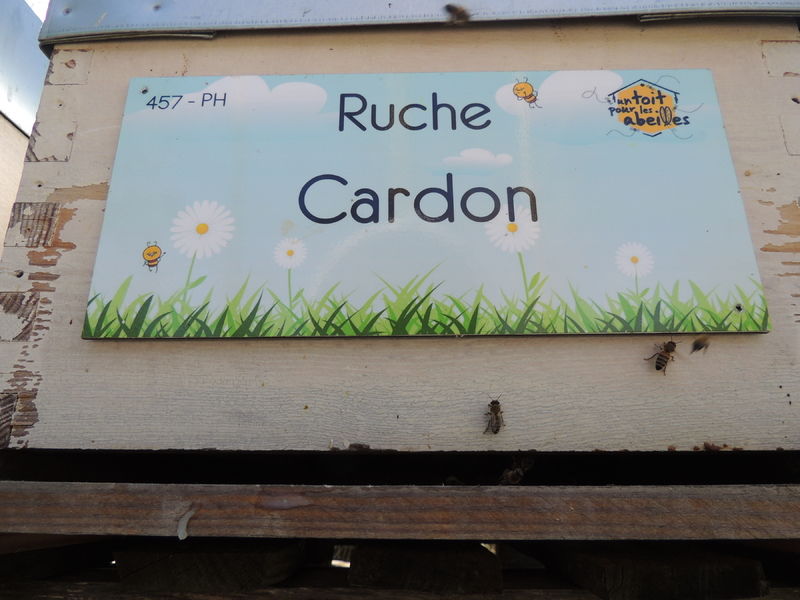 457 - PH
Ruche
Cardon
un toit
pour les
abeilles